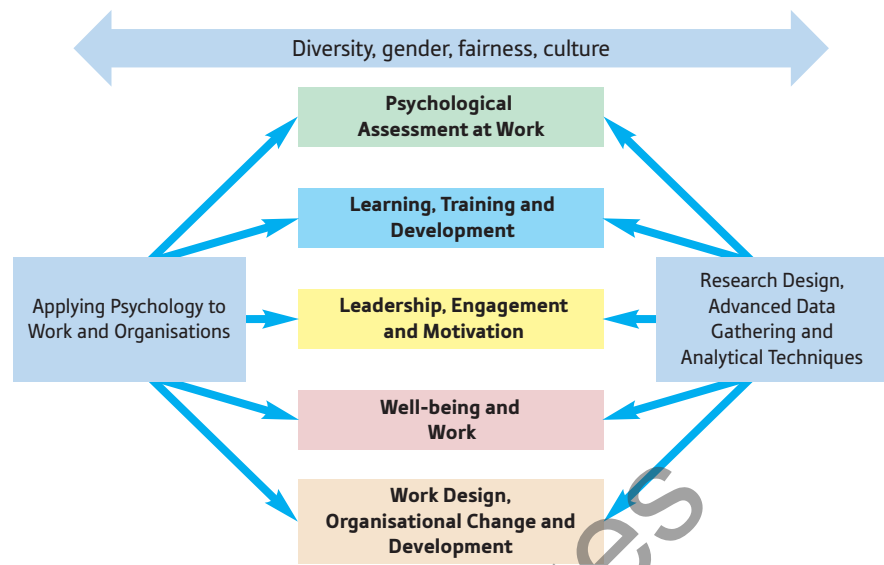 Diversity, gender, fairness, culture
Psychological
Assessment at Work
Learning, Training and
Development
Applying Psychology to
Work and Organisations
Leadership, Engagement
and Motivation
Research Design,
Advanced Data
Gathering and
Analytical Techniques
Well-being and
Work
Work Design,
Organisational Change and
Development
es